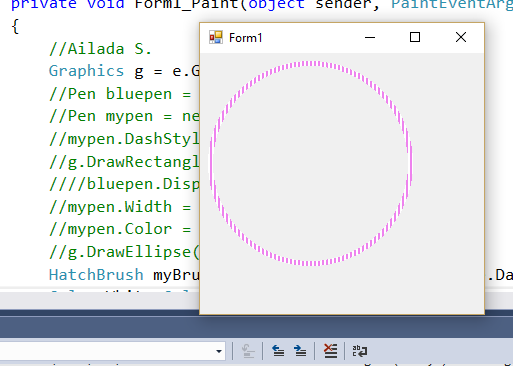 private void Form1_Paint(object sender, PaintEventArg
{
//Ailada S.
Graphics g = e.G
//Pen bluepen =
//Pen mypen = ne
//mypen.DashStyl
//g.DrawRectangl
////bluepen.Disp
//mypen.Width =
//mypen.Color =
//g.DrawEllipse(
HatchBrush myBru
.Da
Form1